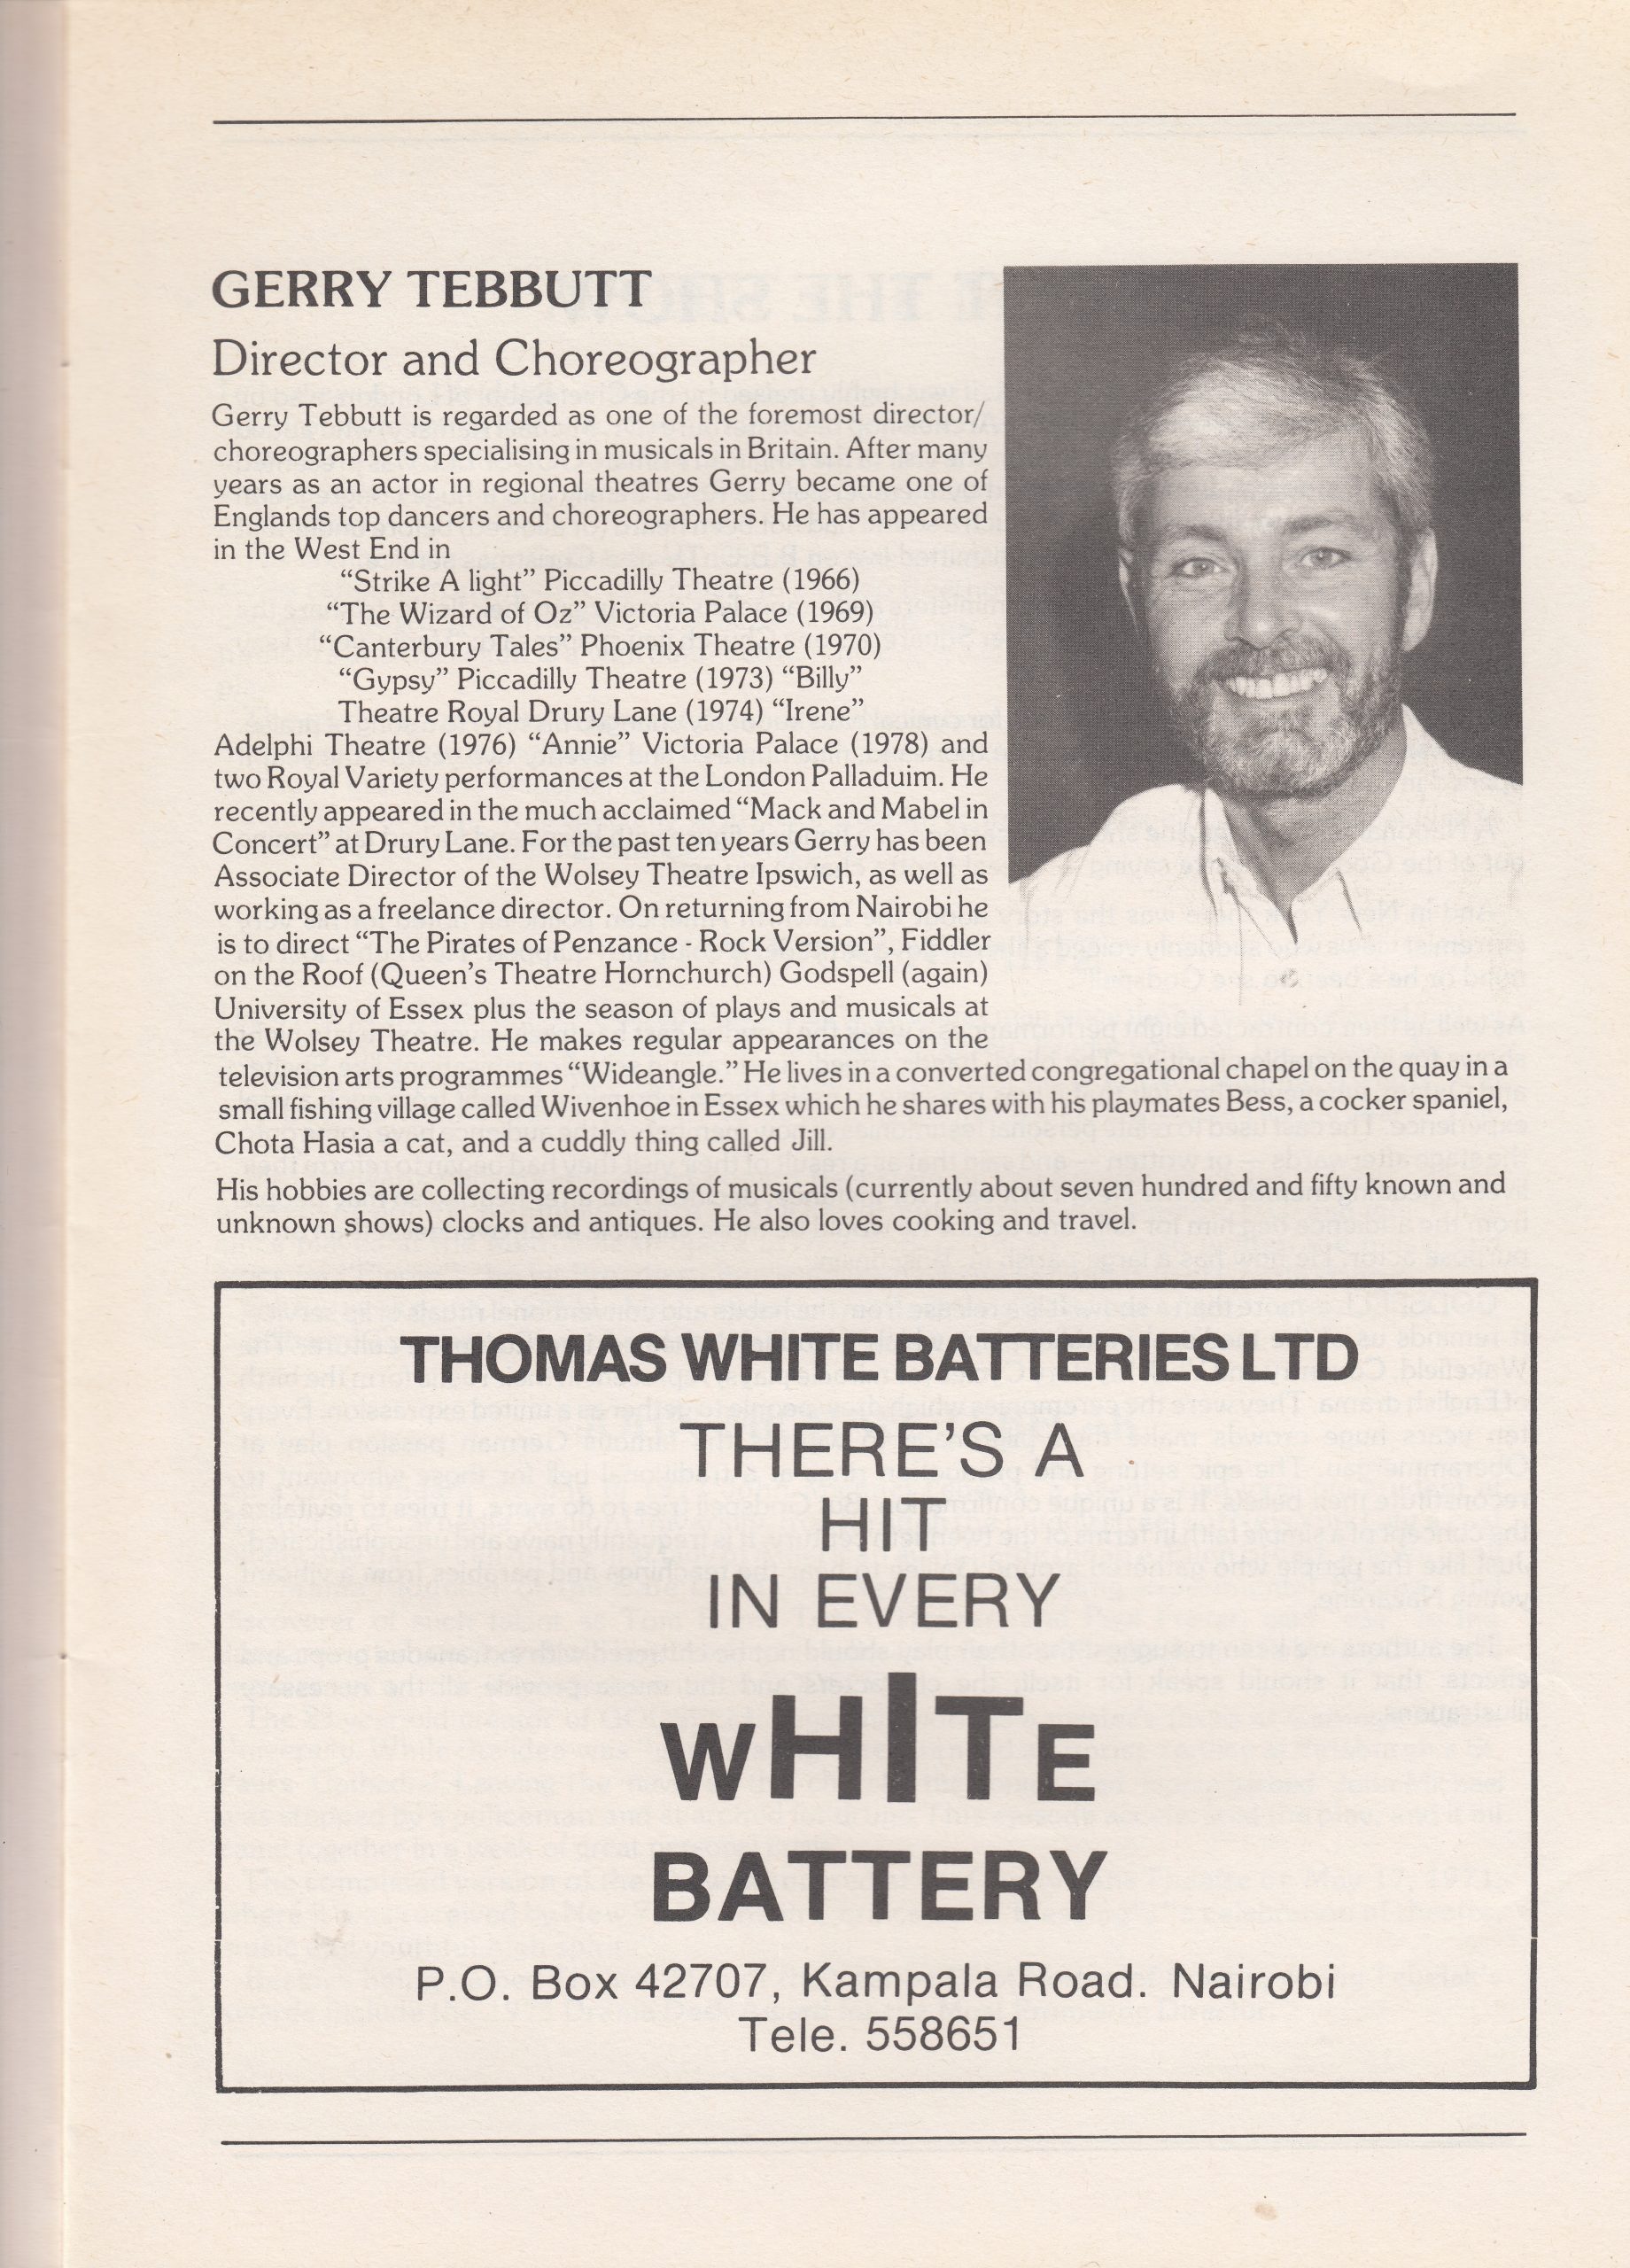 GERRY TEBBUTT
Director and Choreographer
Gerry Tebbutt is regarded as one of the foremost director/
choreographers specialising in musicals in Britain. After many
years as an actor in regional theatres Gerry became one of
Englands top dancers and choreographers. He has appeared
in the West End in
“Strike A light” Piccadilly Theatre (1966)
“The Wizard of Oz” Victoria Palace (1969)
“Canterbury Tales” Phoenix Theatre (1970)
“Gypsy” Piccadilly Theatre (1973) “Billy”
Theatre Royal Drury Lane (1974) “Irene”
Adelphi Theatre (1976) “Annie” Victoria Palace (1978) and
two Royal Variety performances at the London Palladuim. He
recently appeared in the much acclaimed “Mack and Mabel in
Concert” at Drury Lane. For the past ten years Gerry has been
Associate Director of the Wolsey Theatre Ipswich, as well as
working as a freelance director. On returning from Nairobi he
is to direct “The Pirates of Penzance - Rock Version”, Fiddler
on the Roof (Queen’s Theatre Hornchurch) Godspell (again)
University of Essex plus the season of plays and musicals at
the Wolsey Theatre. He makes regular appearances on the
television arts programmes “Wideangle.” He lives in a converted congregational chapel on the quay in a
small fishing village called Wivenhoe in Essex which he shares with his playmates Bess, a cocker spaniel,
Chota Hasia a cat, and a cuddly thing called Jill.
His hobbies are collecting recordings of musicals (currently about seven hundred and fifty known and
unknown shows) clocks and antiques. He also loves cooking and travel.
THOMAS WHITE BATTERIES LTD
THERE’S A
HIT
IN EVERY
WHITE
BATTERY
P.O. Box 42707, Kampala Road. Nairobi
Tele. 558651